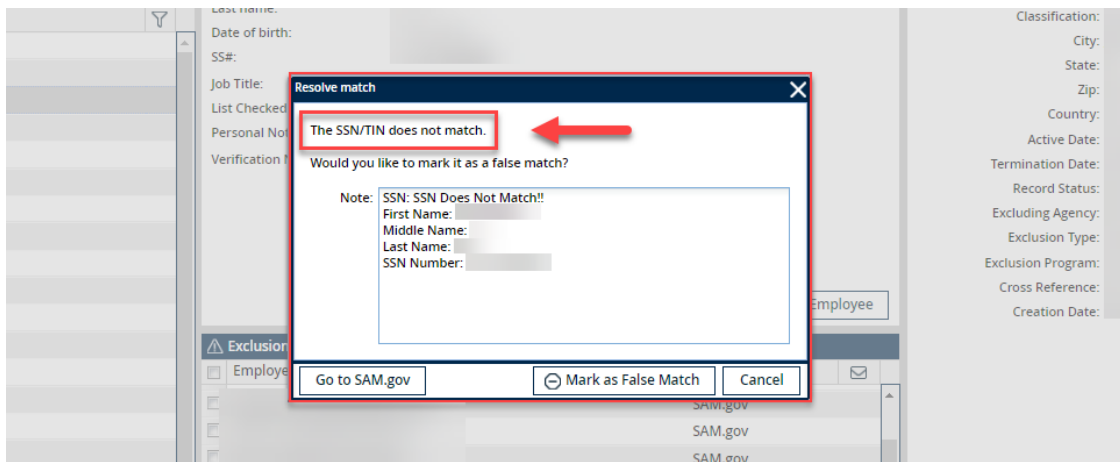 Last name:
Date of birth:
SS#:
Job Title:
List Checked
Personal Not
Verification
Resolve match
The SSN/TIN does not match.
Would you like to mark it as a false match?
Note:
SSN: SSN Does Not Match!!
First Name:
Middle Name:
Last Name:
SSN Number:
Employee
Go to SAM.gov
Mark as False Match
Cancel
Exclusion
Employe
SAM.gov
SAM.gov
SAM.gov
Classification:
City:
State:
Zip:
Country:
Active Date:
Termination Date:
Record Status:
Excluding Agency:
Exclusion Type:
Exclusion Program:
Cross Reference:
Creation Date: